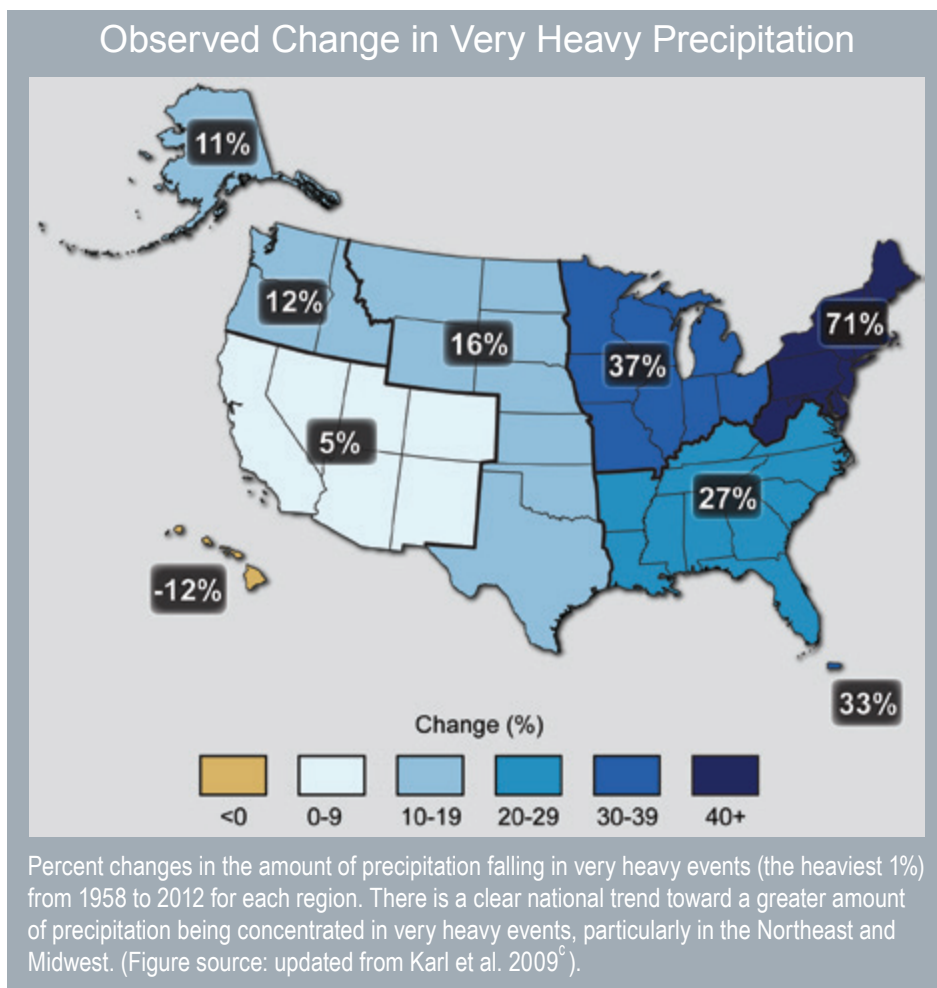 Observed Change in Very Heavy Precipitation
11%
12%
16%
37%
71%
5%
27%
-12%
33%
Change (%)
<0 0-9 10-19 20-29 30-39 40+
Percent changes in the amount of precipitation falling in very heavy events (the heaviest 1%)
from 1958 to 2012 for each region. There is a clear national trend toward a greater amount
of precipitation being concentrated in very heavy events, particularly in the Northeast and
Midwest. (Figure source: updated from Karl et al. 2009c).